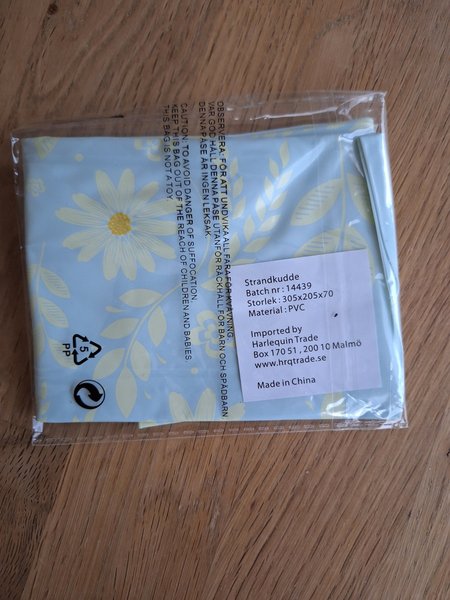 OBSERVERA: FÖR ATT UNDVIKA ALL FARA FÖR KVÄVNING.
VAR GOD HÅLL DENNA PÅSE UTANFÖR RÄCKHÅLL FÖR BARN OCH SPÄDBARN
DENNA PÅSE ÄR INGEN LEKSAK.
CAUTION: TO AVOID DANGER OF SUFFOCATION.
KEEP THIS BAG OUT OF THE REACH OF CHILDREN AND BABIES.
THIS BAG IS NOT A TOY.
Strandkudde
Batch nr : 14439
Storlek : 305x205x70
Material : PVC
Imported by
Harlequin Trade
Box 170 51 , 200 10 Malmö
www.hrqtrade.se
Made in China
5
PP